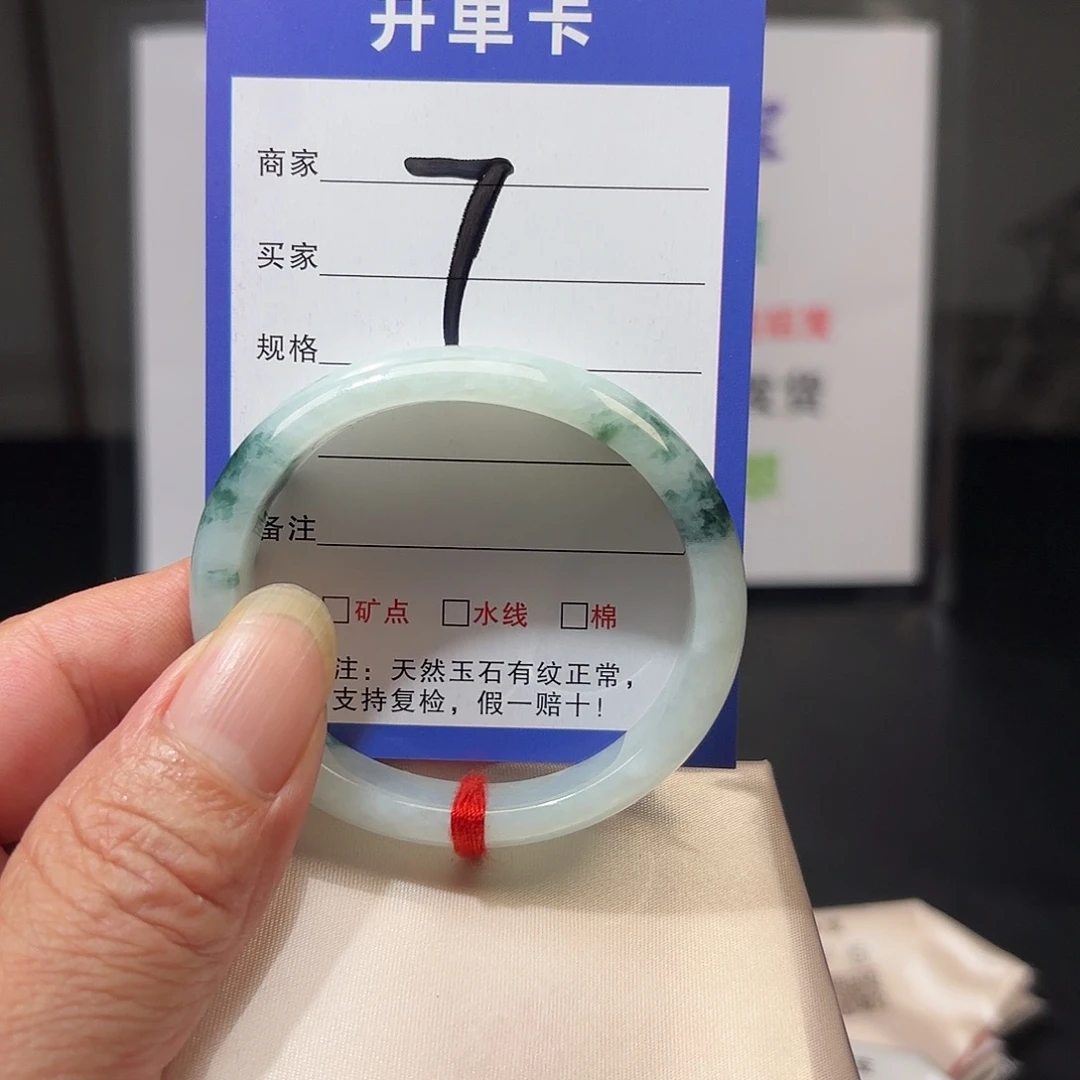 开单卡
商家
7
买家
规格
备注
□矿点 □水线 □棉
注：天然玉石有纹正常，
支持复检，假一赔十！